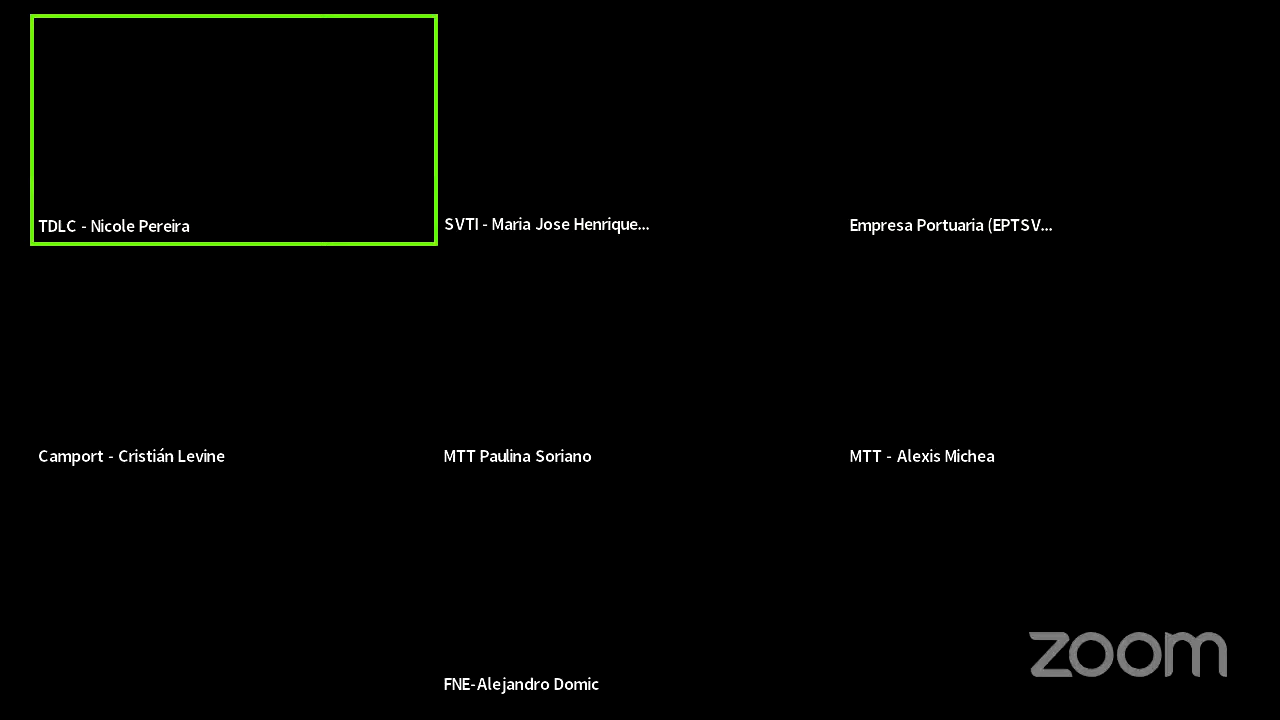 TDLC - Nicole Pereira
SVTI - Maria Jose Henrique...
Empresa Portuaria (EPTSV...
Camport - Cristián Levine
MTT Paulina Soriano
MTT - Alexis Michea
FNE-Alejandro Domic
zoom